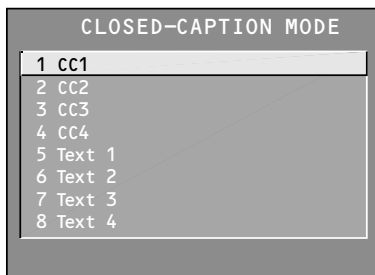 CLOSED-CAPTION MODE
1 CC1
2 CC2
3 CC3
4 CC4
5 Text 1
6 Text 2
7 Text 3
8 Text 4